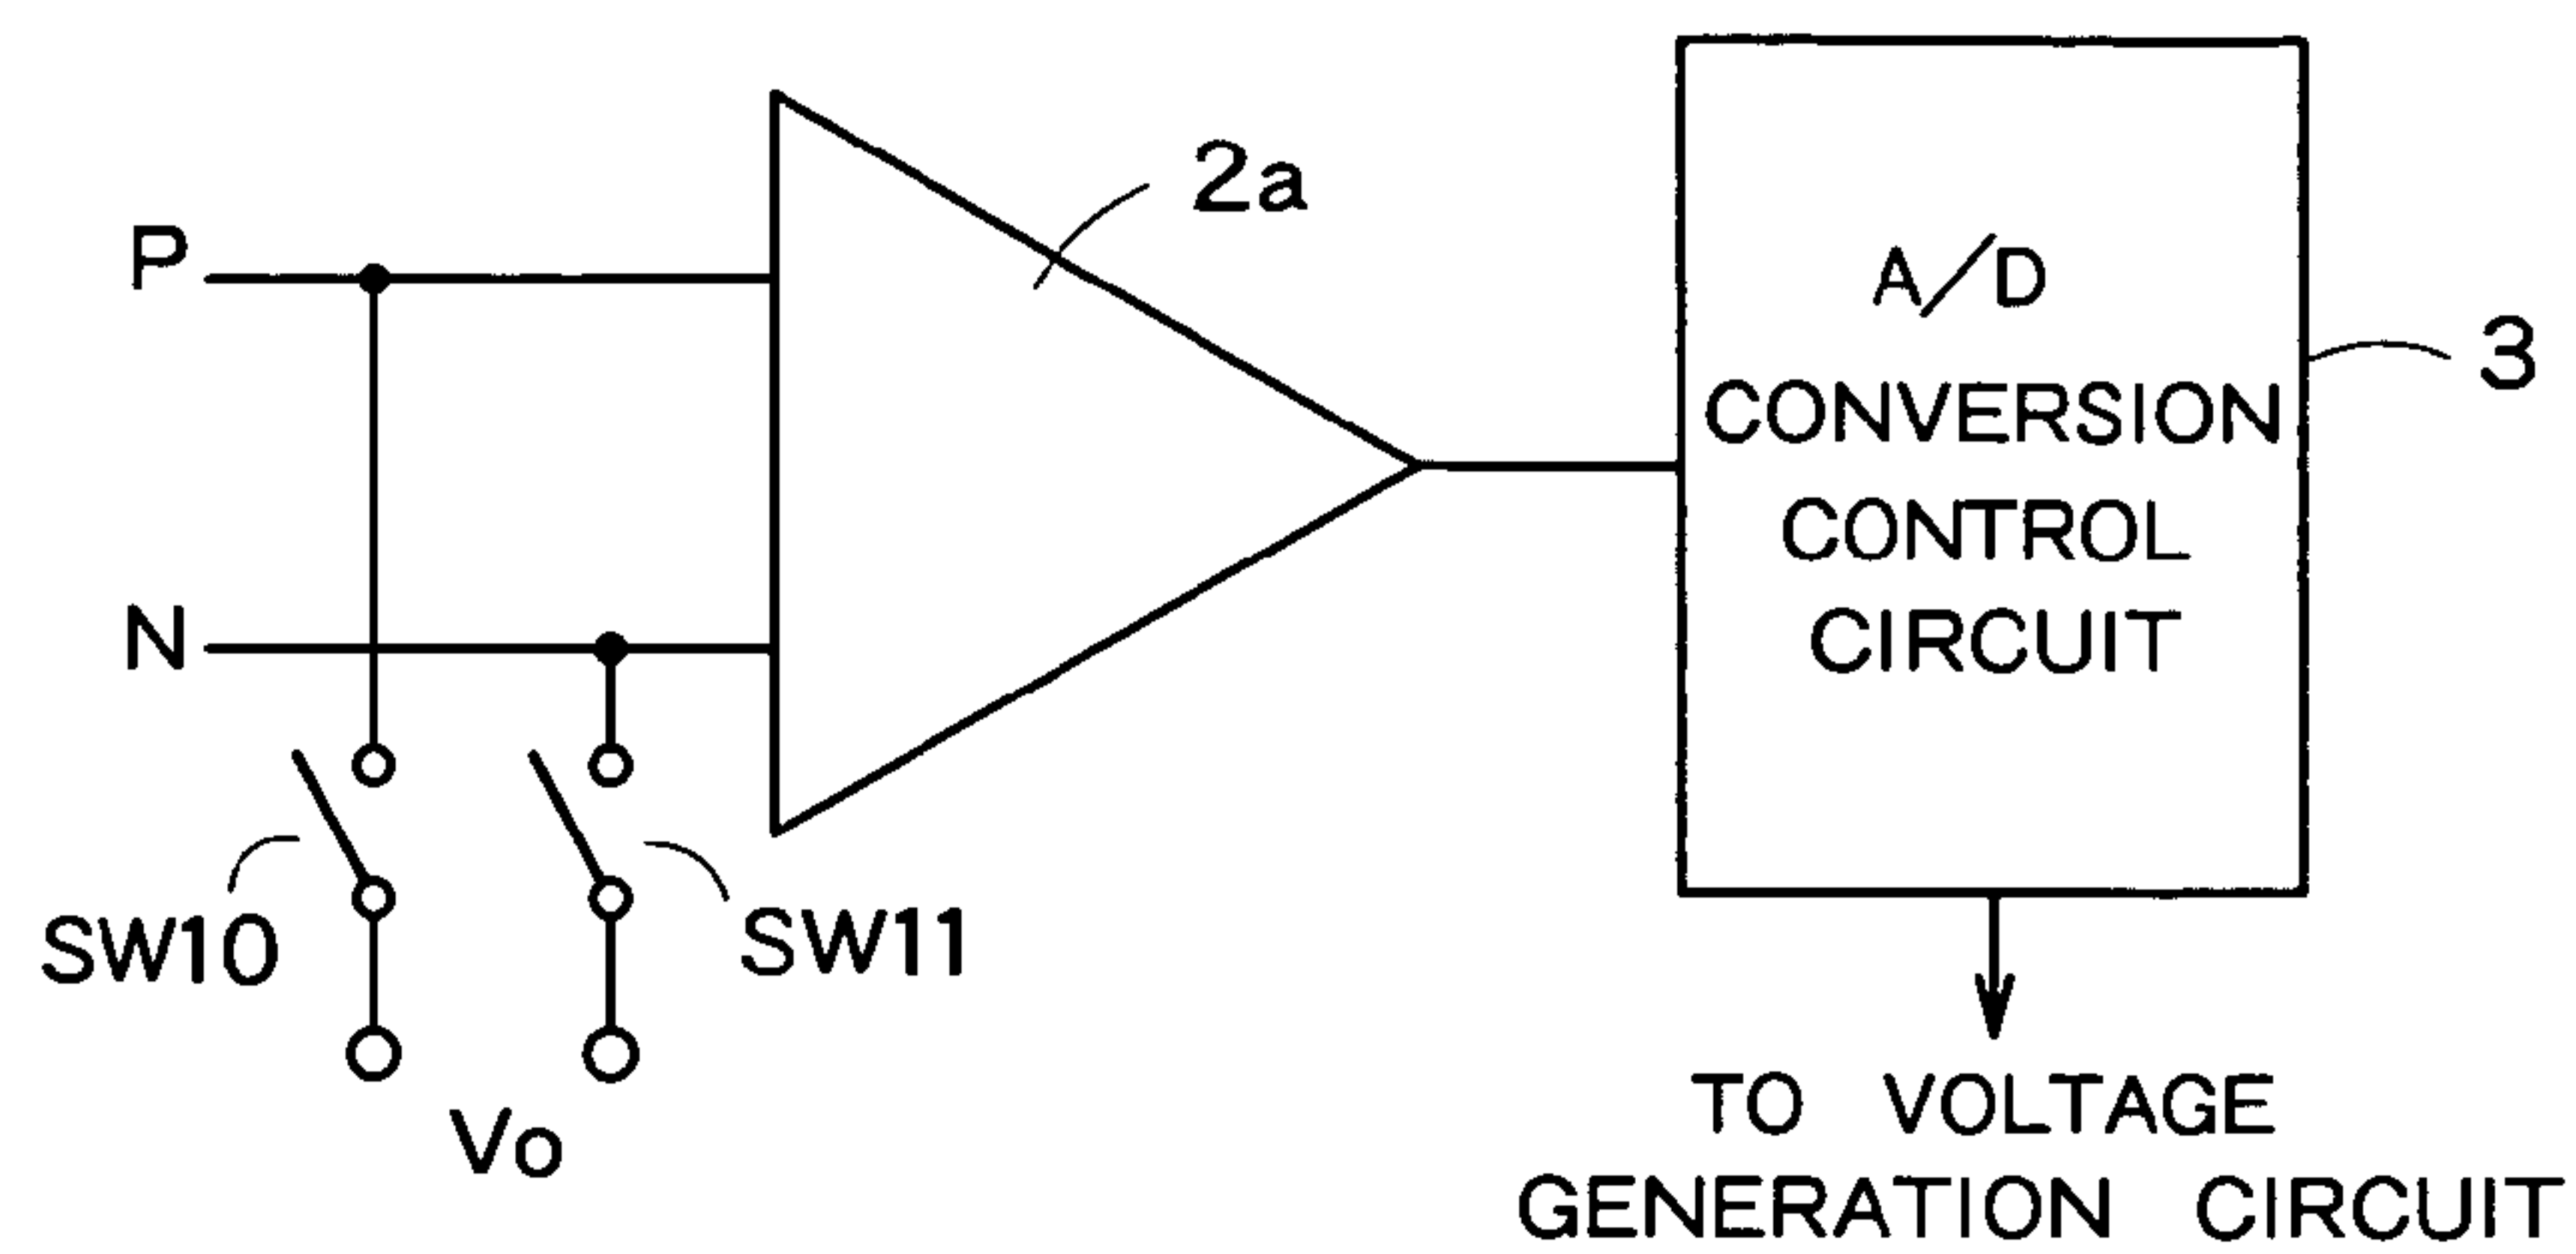 2a
P
A/D
3
CONVERSION
CONTROL
N
CIRCUIT
SW10
SW11
Vo
TO VOLTAGE
GENERATION CIRCUIT